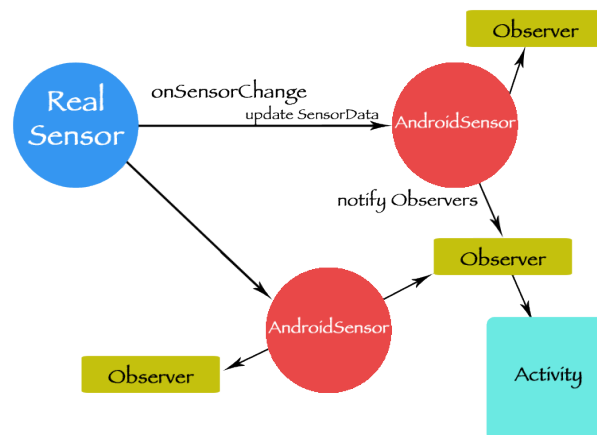 Observer
Real
Sensor
onSensorChange
update SensorData
AndroidSensor
notify Observers
Observer
AndroidSensor
Observer
Activity